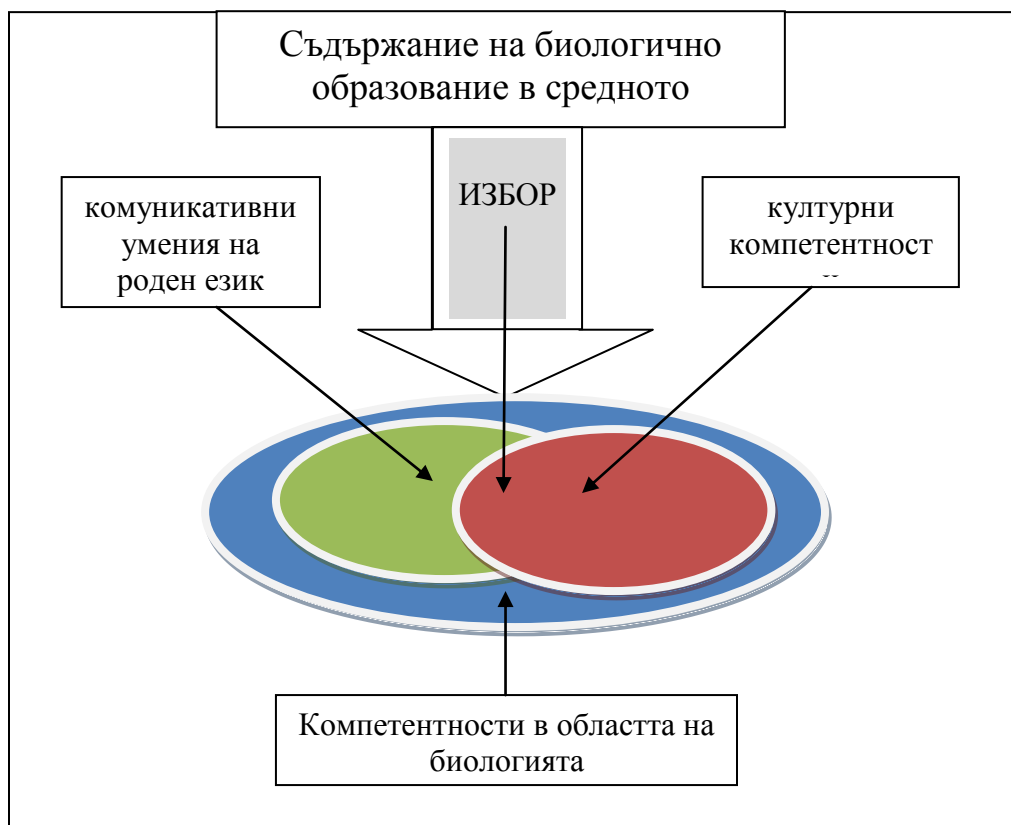 Съдържание на биологично
образование в средното
ИЗБОР
комуникативни
умения на
роден език
културни
компетентност
Компетентности в областта на
биологията